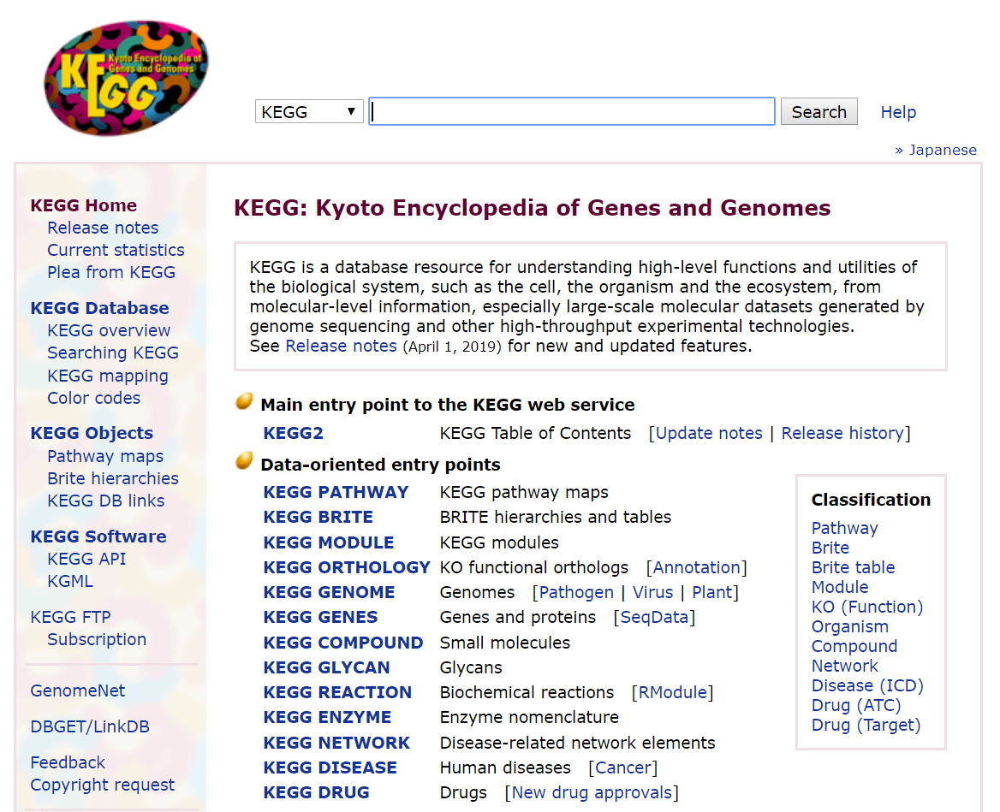 KEGG
Kyoto Encyclopedia of
Genes and Genomes
KEGG ▼ Search Help
» Japanese
KEGG Home
Release notes
Current statistics
Plea from KEGG
KEGG Database
KEGG overview
Searching KEGG
KEGG mapping
Color codes
KEGG Objects
Pathway maps
Brite hierarchies
KEGG DB links
KEGG Software
KEGG API
KGML
KEGG FTP
Subscription
GenomeNet
DBGET/LinkDB
Feedback
Copyright request
KEGG: Kyoto Encyclopedia of Genes and Genomes
KEGG is a database resource for understanding high-level functions and utilities of
the biological system, such as the cell, the organism and the ecosystem, from
molecular-level information, especially large-scale molecular datasets generated by
genome sequencing and other high-throughput experimental technologies.
See Release notes (April 1, 2019) for new and updated features.
Main entry point to the KEGG web service
KEGG2 KEGG Table of Contents [Update notes | Release history]
Data-oriented entry points
KEGG PATHWAY KEGG pathway maps
KEGG BRITE BRITE hierarchies and tables
KEGG MODULE KEGG modules
KEGG ORTHOLOGY KO functional orthologs [Annotation]
KEGG GENOME Genomes [Pathogen | Virus | Plant]
KEGG GENES Genes and proteins [SeqData]
KEGG COMPOUND Small molecules
KEGG GLYCAN Glycans
KEGG REACTION Biochemical reactions [RModule]
KEGG ENZYME Enzyme nomenclature
KEGG NETWORK Disease-related network elements
KEGG DISEASE Human diseases [Cancer]
KEGG DRUG Drugs [New drug approvals]
Classification
Pathway
Brite
Brite table
Module
KO (Function)
Organism
Compound
Network
Disease (ICD)
Drug (ATC)
Drug (Target)